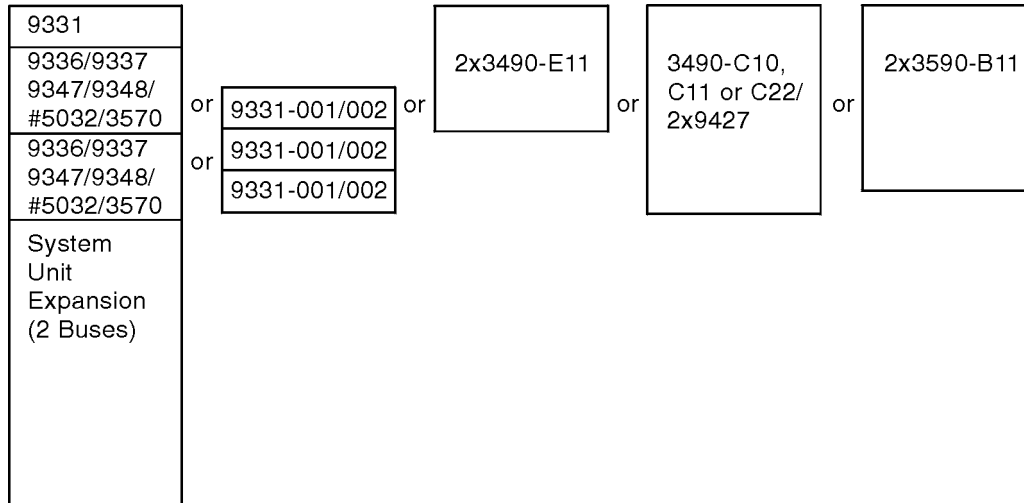 9331
9336/9337
9347/9348/
#5032/3570
9336/9337
9347/9348/
#5032/3570
System
Unit
Expansion
(2 Buses)
or
or
9331-001/002
9331-001/002
9331-001/002
or
2x3490-E11
or
3490-C10,
C11 or C22/
2x9427
or
2x3590-B11